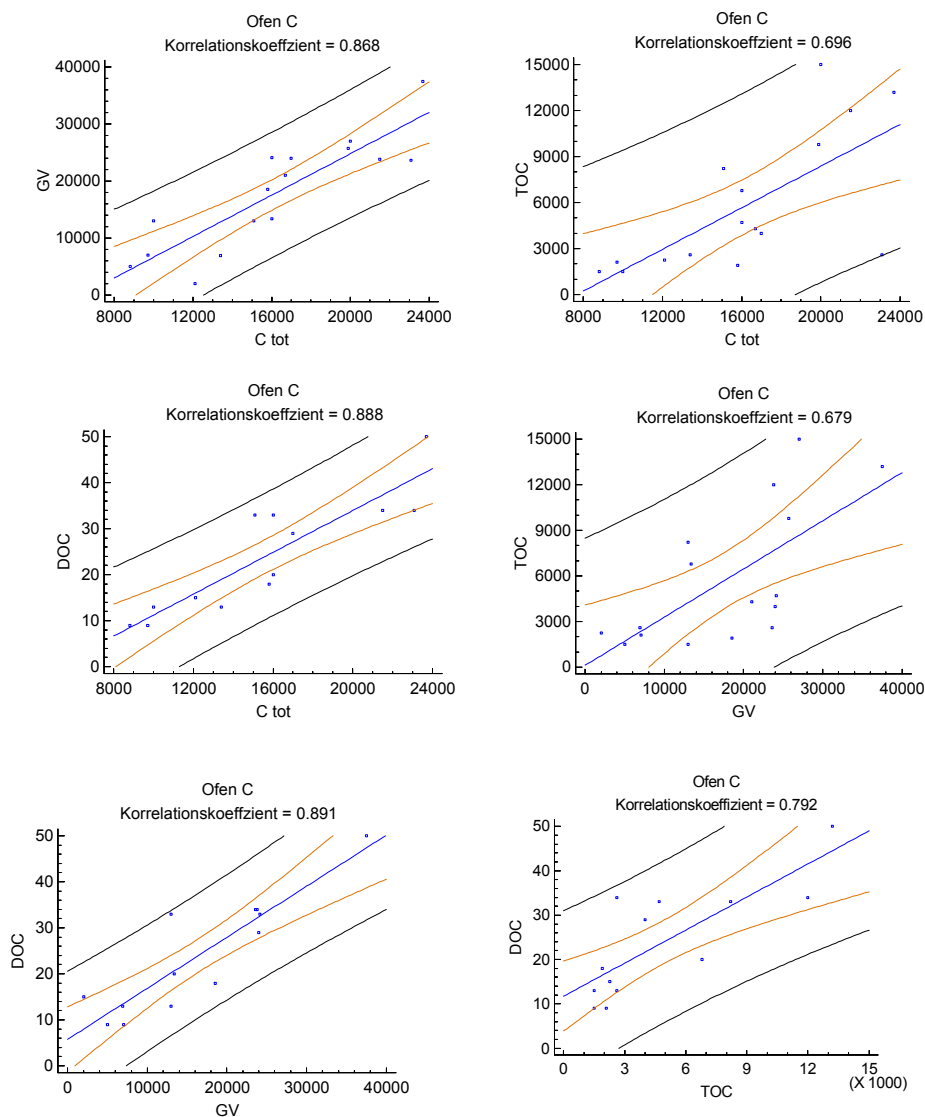 Ofen C
Korrelationskoeffzient = 0.868
40000
30000
20000
10000
0
GV
8000 12000 16000 20000 24000
C tot
Ofen C
Korrelationskoeffzient = 0.696
15000
12000
9000
6000
3000
0
TOC
8000 12000 16000 20000 24000
C tot
Ofen C
Korrelationskoeffzient = 0.888
50
40
30
20
10
0
DOC
8000 12000 16000 20000 24000
C tot
Ofen C
Korrelationskoeffzient = 0.679
15000
12000
9000
6000
3000
0
TOC
0 10000 20000 30000 40000
GV
Ofen C
Korrelationskoeffzient = 0.891
50
40
30
20
10
0
DOC
0 10000 20000 30000 40000
GV
Ofen C
Korrelationskoeffizient = 0.792
50
40
30
20
10
0
DOC
0 3 6 9 12 15
(X 1000)
TOC